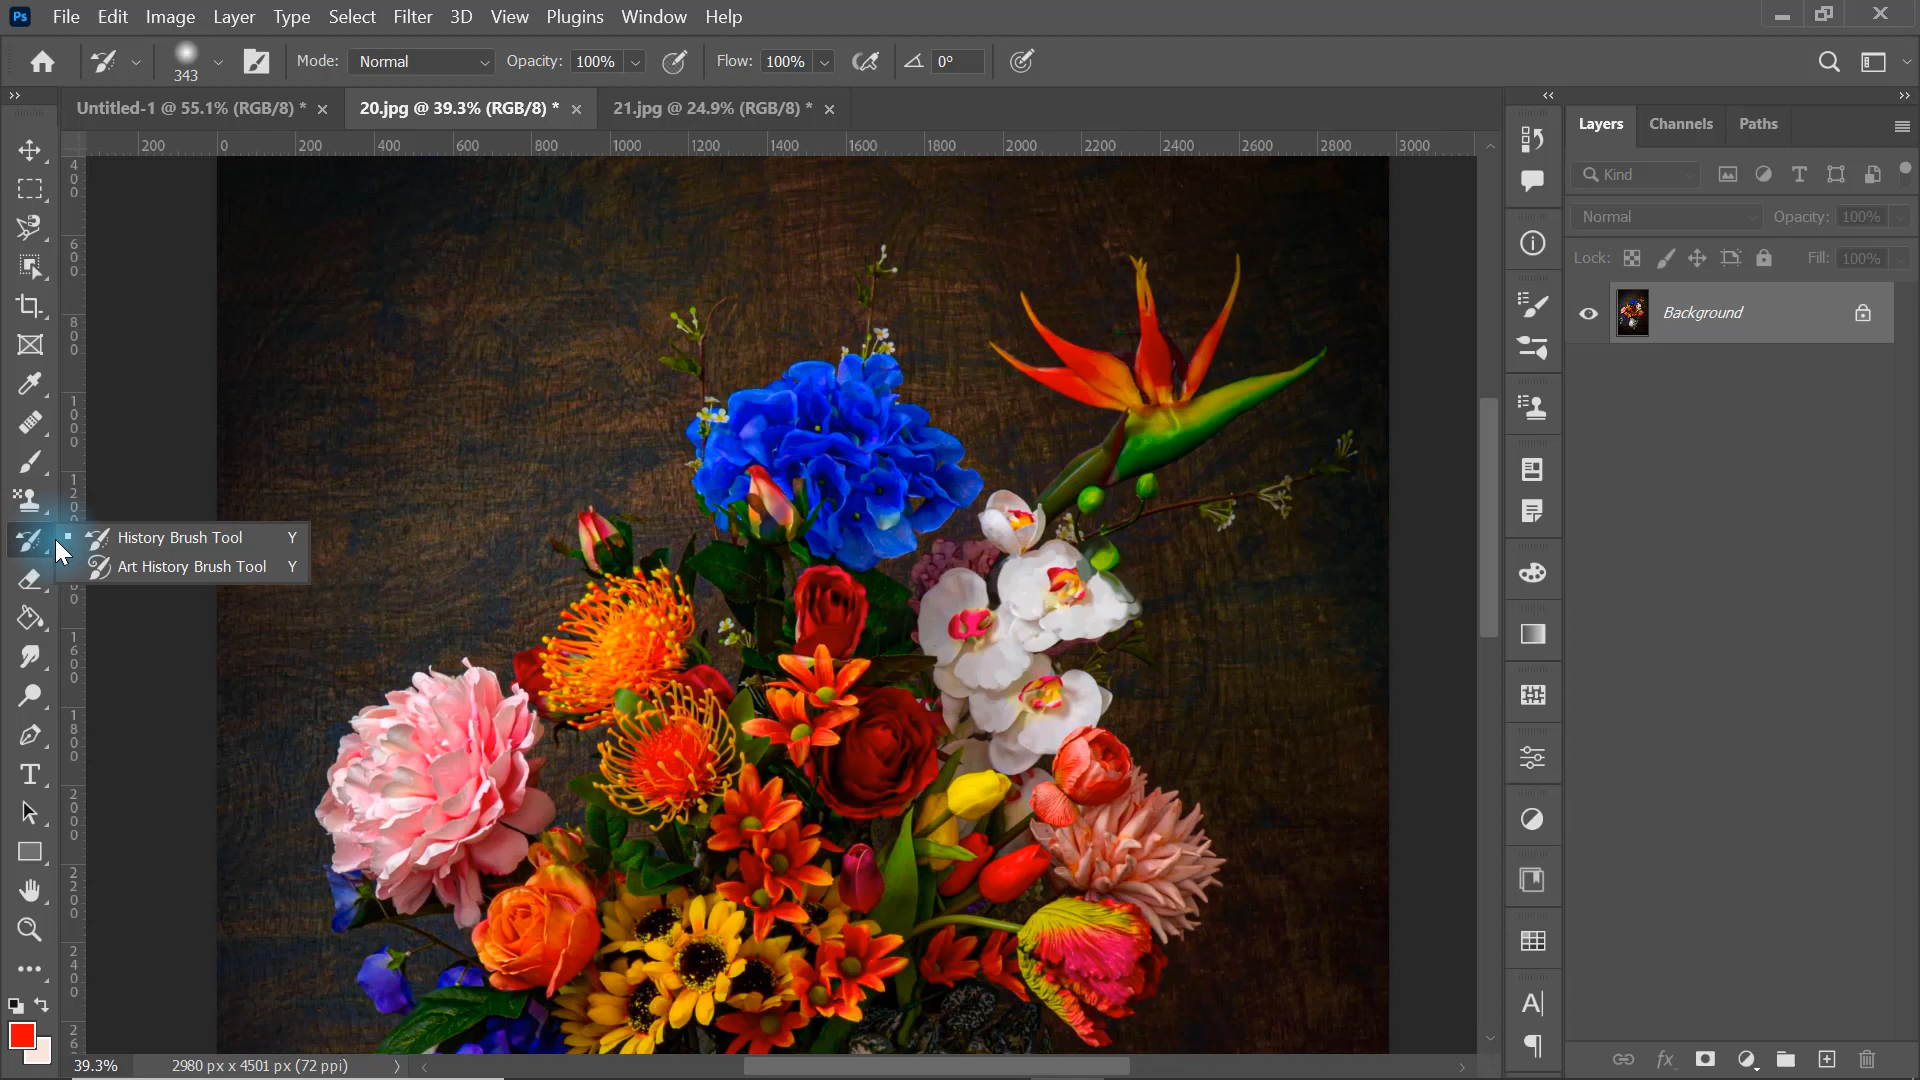 Ps File Edit Image Layer Type Select Filter 3D View Plugins Window Help
343 Mode: Normal Opacity: 100% Flow: 100% 0°
Untitled-1 @ 55.1% (RGB/8) * 20.jpg @ 39.3% (RGB/8) * 21.jpg @ 24.9% (RGB/8) *
200 0 200 400 600 800 1000 1200 1400 1600 1800 2000 2200 2400 2600 2800 3000
400
600
800
1000
1200
1600
1800
2000
2200
2400
26
History Brush Tool Y
Art History Brush Tool Y
Layers Channels Paths
Kind
Normal Opacity: 100%
Lock: Fill: 100%
Background
39.3% 2980 px x 4501 px (72 ppi)